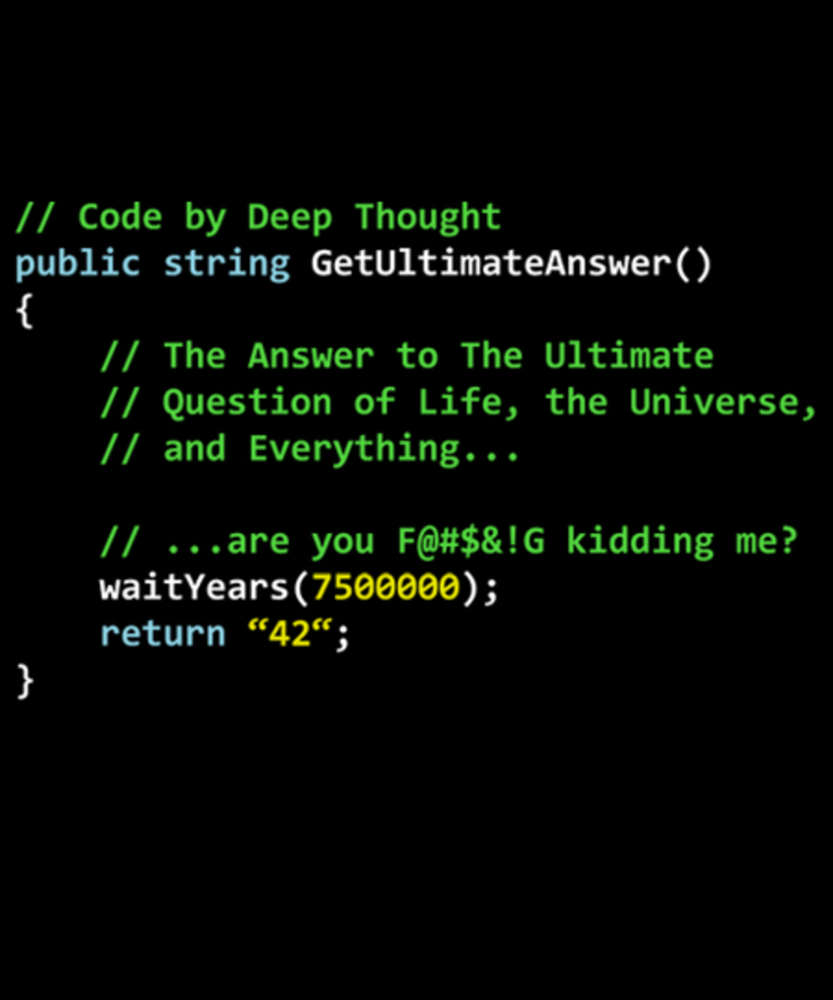 // Code by Deep Thought
public string GetUltimateAnswer()
{
// The Answer to The Ultimate
// Question of Life, the Universe,
// and Everything...
// ...are you F@#$&!G kidding me?
waitYears(7500000);
return “42“;
}